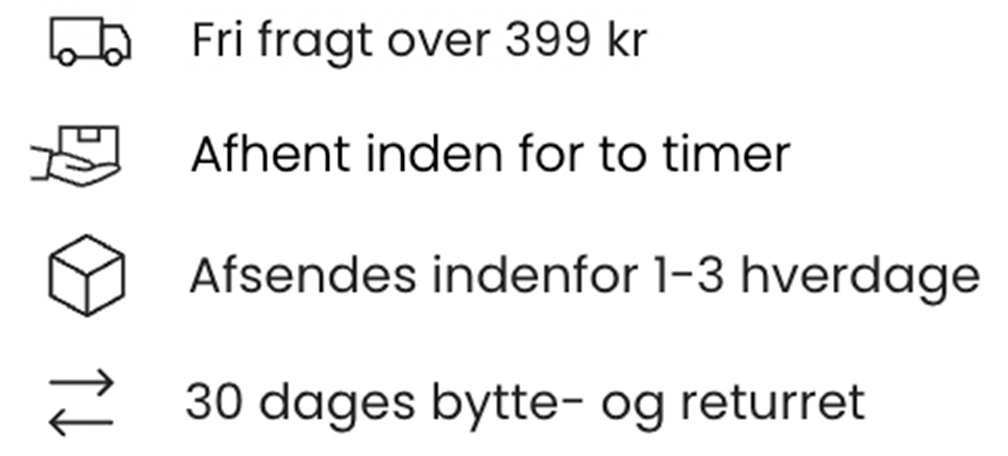 Fri fragt over 399 kr
Afhent inden for to timer
Afsendes indenfor 1-3 hverdage
30 dages bytte- og returret